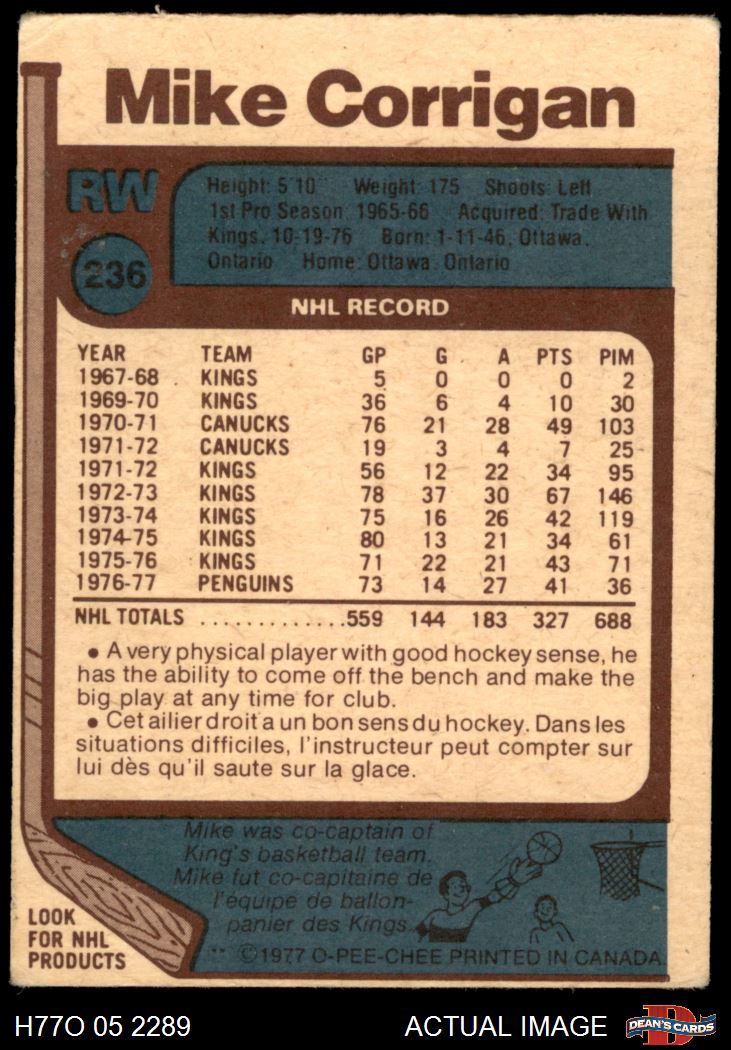 Mike Corrigan
RW
236
Height: 5'10 Weight: 175 Shoots: Left
1st Pro Season: 1965-66 Acquired: Trade With
Kings, 10-19-76 Born: 1-11-46, Ottawa,
Ontario Home: Ottawa, Ontario
NHL RECORD
YEAR TEAM GP G A PTS PIM
1967-68 KINGS 5 0 0 0 2
1969-70 KINGS 36 6 4 10 30
1970-71 CANUCKS 76 21 28 49 103
1971-72 CANUCKS 19 3 4 7 25
1971-72 KINGS 56 12 22 34 95
1972-73 KINGS 78 37 30 67 146
1973-74 KINGS 75 16 26 42 119
1974-75 KINGS 80 13 21 34 61
1975-76 KINGS 71 22 21 43 71
1976-77 PENGUINS 73 14 27 41 36
NHL TOTALS .............559 144 183 327 688
• A very physical player with good hockey sense, he
has the ability to come off the bench and make the
big play at any time for club.
• Cet ailier droit a un bon sens du hockey. Dans les
situations difficiles, l'instructeur peut compter sur
lui dès qu'il saute sur la glace.
Mike was co-captain of
King's basketball team.
Mike fut co-capitaine de
l'équipe de ballon-
panier des Kings.
LOOK
FOR NHL
PRODUCTS
** ©1977 O-PEE-CHEE PRINTED IN CANADA.
H77O 05 2289 ACTUAL IMAGE D DEAN'S CARDS